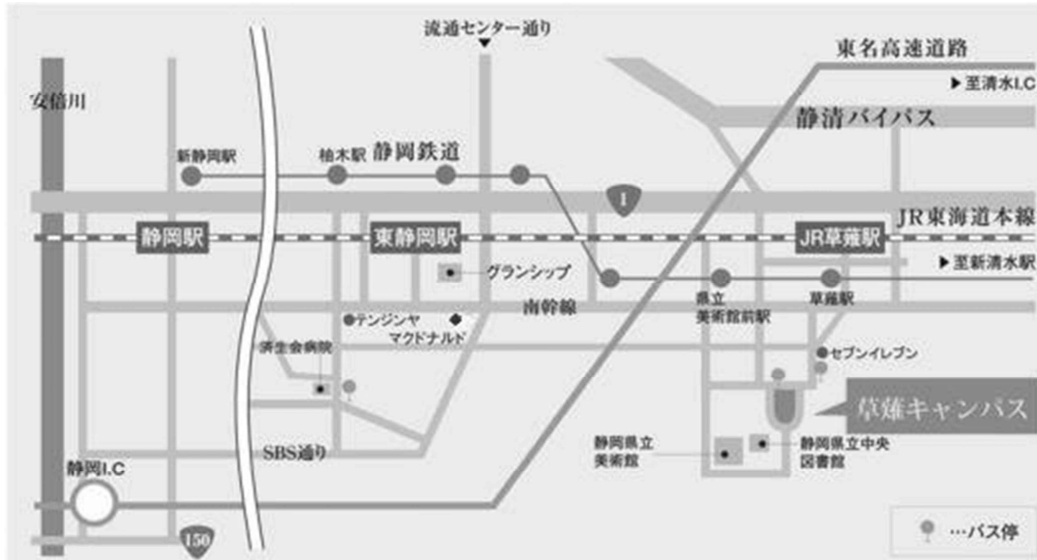 流通センター通り
東名高速道路
▶至清水I.C
安倍川
静清バイパス
新静岡駅
柚木駅
静岡鉄道
1
JR東海道本線
静岡駅
東静岡駅
JR草薙駅
▶至新清水駅
グランシップ
県立
美術館前駅
草薙駅
南幹線
テンジンヤ
マクドナルド
済生会病院
セブンイレブン
草薙キャンパス
SBS通り
静岡県立
美術館
静岡県立中央
図書館
静岡I.C
150
…バス停